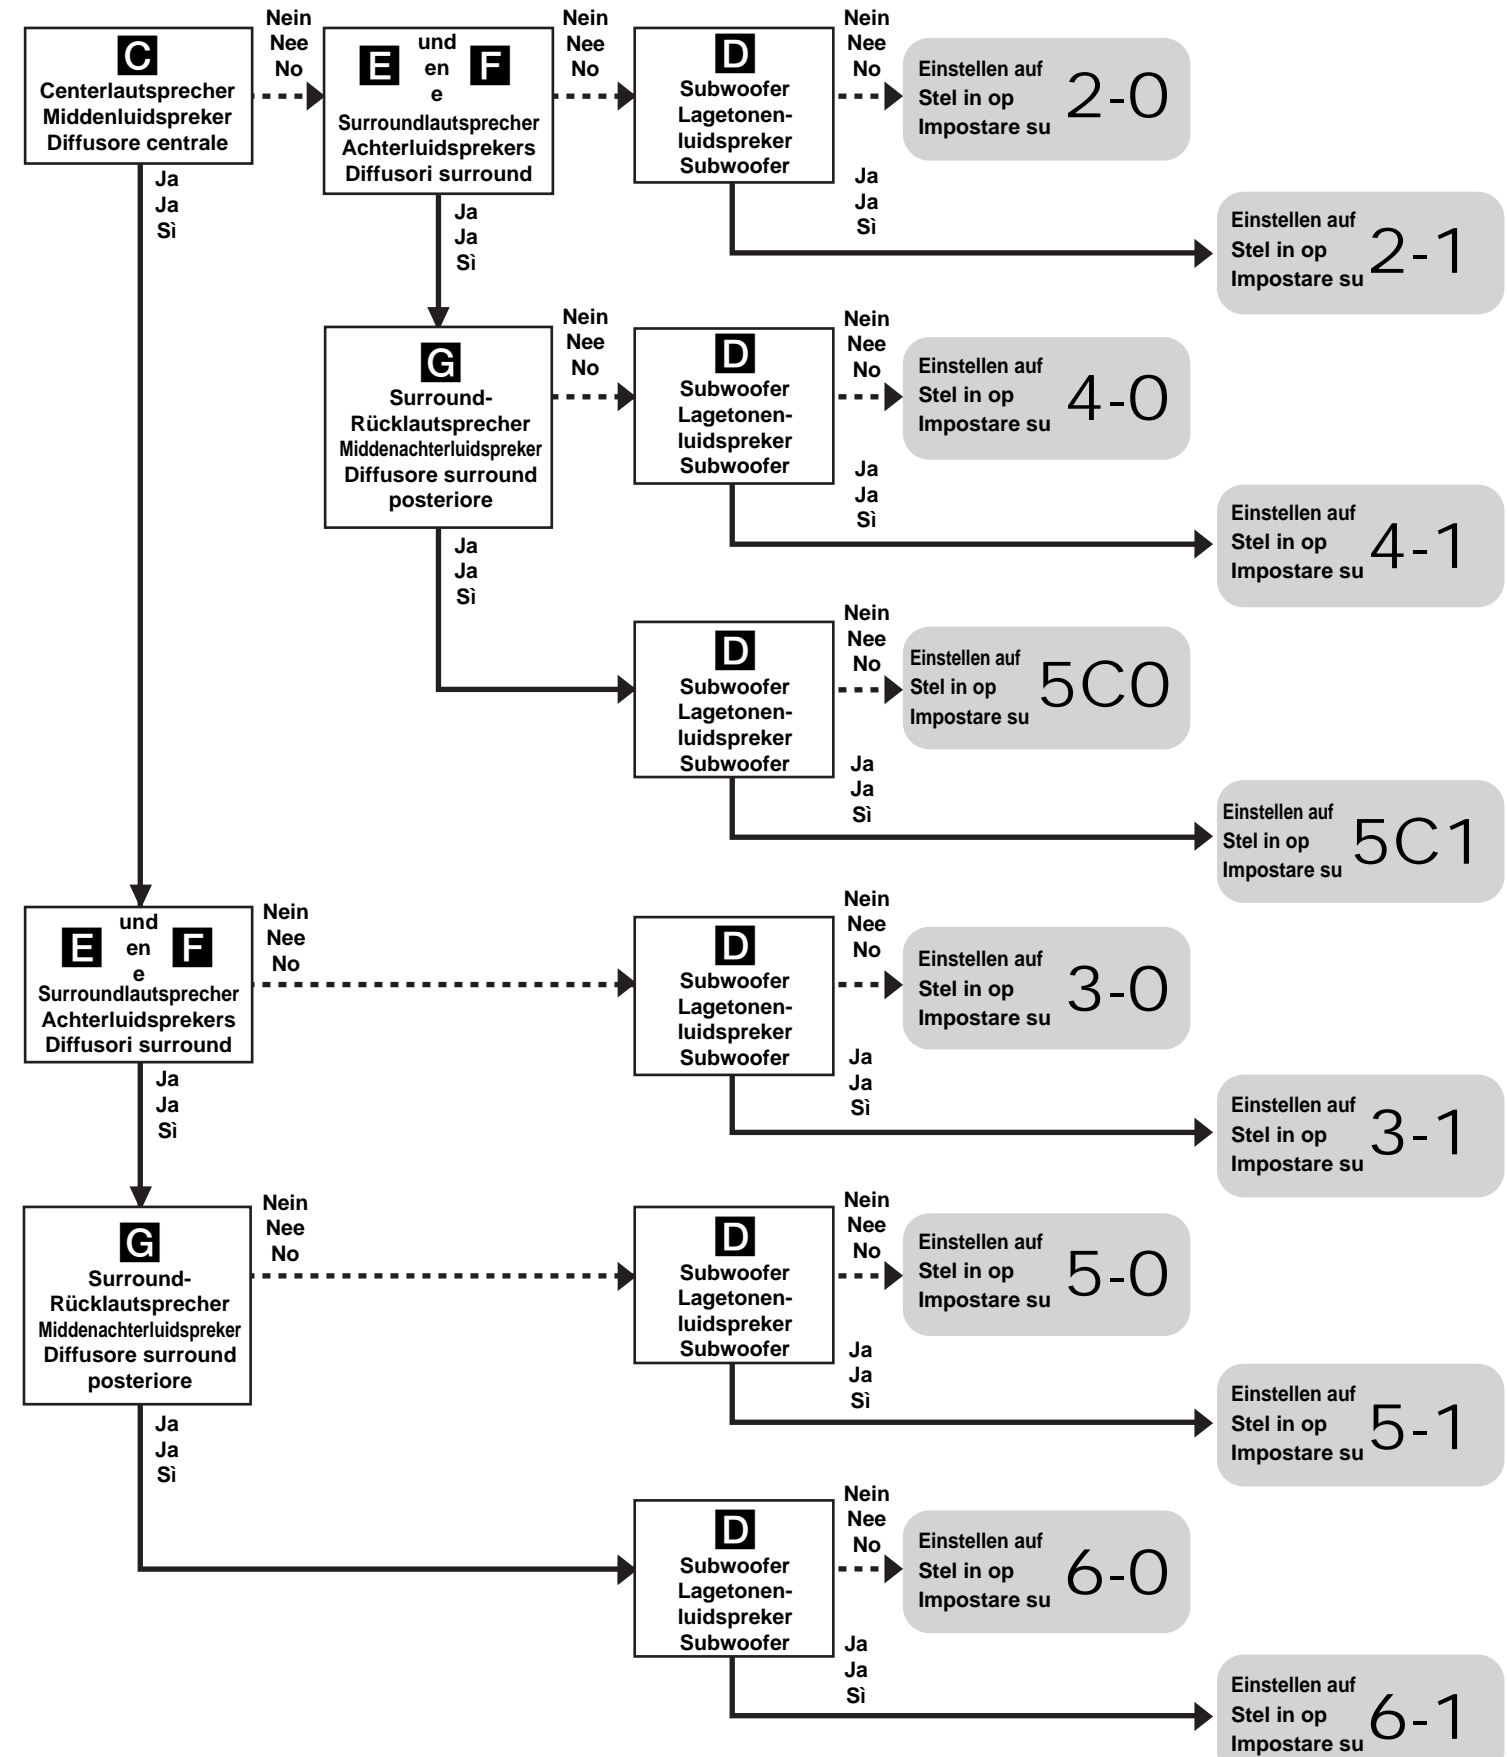 C
Centerlautsprecher
Middenluidspreker
Diffusore centrale
Nein
Nee
No
Ja
Ja
Sì
E und F
en
e
Surroundlautsprecher
Achterluidsprekers
Diffusori surround
Nein
Nee
No
Ja
Ja
Sì
D
Subwoofer
Lagetonen-
luidspreker
Subwoofer
Nein
Nee
No
Einstellen auf
Stel in op
Impostare su
2-0
Ja
Ja
Sì
Einstellen auf
Stel in op
Impostare su
2-1
G
Surround-
Rücklautsprecher
Middenachterluidspreker
Diffusore surround
posteriore
Nein
Nee
No
Ja
Ja
Sì
D
Subwoofer
Lagetonen-
luidspreker
Subwoofer
Nein
Nee
No
Einstellen auf
Stel in op
Impostare su
4-0
Ja
Ja
Sì
Einstellen auf
Stel in op
Impostare su
4-1
D
Subwoofer
Lagetonen-
luidspreker
Subwoofer
Nein
Nee
No
Einstellen auf
Stel in op
Impostare su
5C0
Ja
Ja
Sì
Einstellen auf
Stel in op
Impostare su
5C1
E und F
en
e
Surroundlautsprecher
Achterluidsprekers
Diffusori surround
Nein
Nee
No
Ja
Ja
Sì
D
Subwoofer
Lagetonen-
luidspreker
Subwoofer
Nein
Nee
No
Einstellen auf
Stel in op
Impostare su
3-0
Ja
Ja
Sì
Einstellen auf
Stel in op
Impostare su
3-1
G
Surround-
Rücklautsprecher
Middenachterluidspreker
Diffusore surround
posteriore
Nein
Nee
No
Ja
Ja
Sì
D
Subwoofer
Lagetonen-
luidspreker
Subwoofer
Nein
Nee
No
Einstellen auf
Stel in op
Impostare su
5-0
Ja
Ja
Sì
Einstellen auf
Stel in op
Impostare su
5-1
D
Subwoofer
Lagetonen-
luidspreker
Subwoofer
Nein
Nee
No
Einstellen auf
Stel in op
Impostare su
6-0
Ja
Ja
Sì
Einstellen auf
Stel in op
Impostare su
6-1